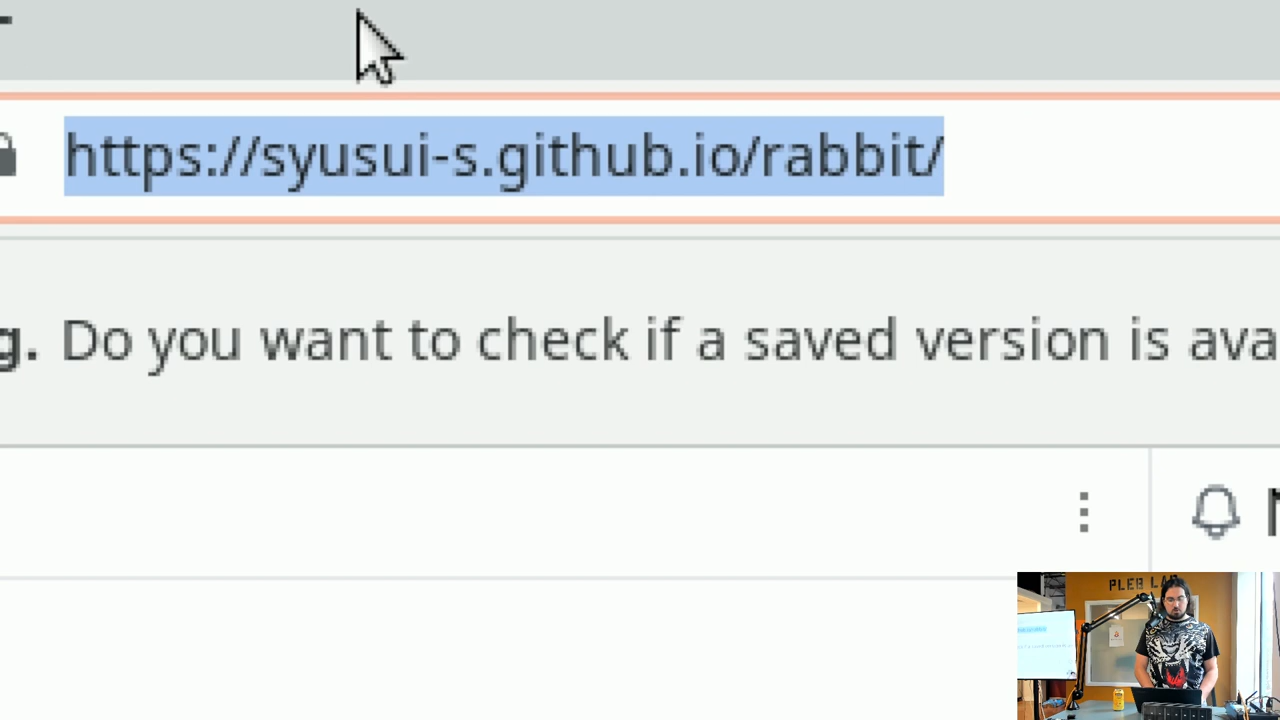 https://syusui-s.github.io/rabbit/
g. Do you want to check if a saved version is ava
PLEB LAB